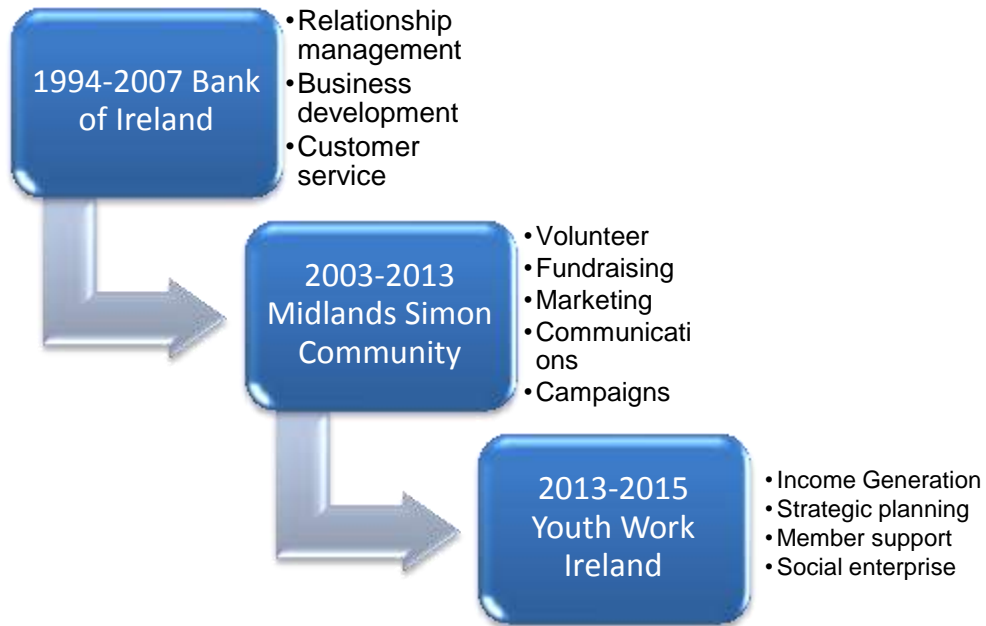 1994-2007 Bank
of Ireland
•Relationship
management
•Business
development
•Customer
service
2003-2013
Midlands Simon
Community
•Volunteer
•Fundraising
•Marketing
•Communicati
ons
•Campaigns
2013-2015
Youth Work
Ireland
•Income Generation
•Strategic planning
•Member support
•Social enterprise